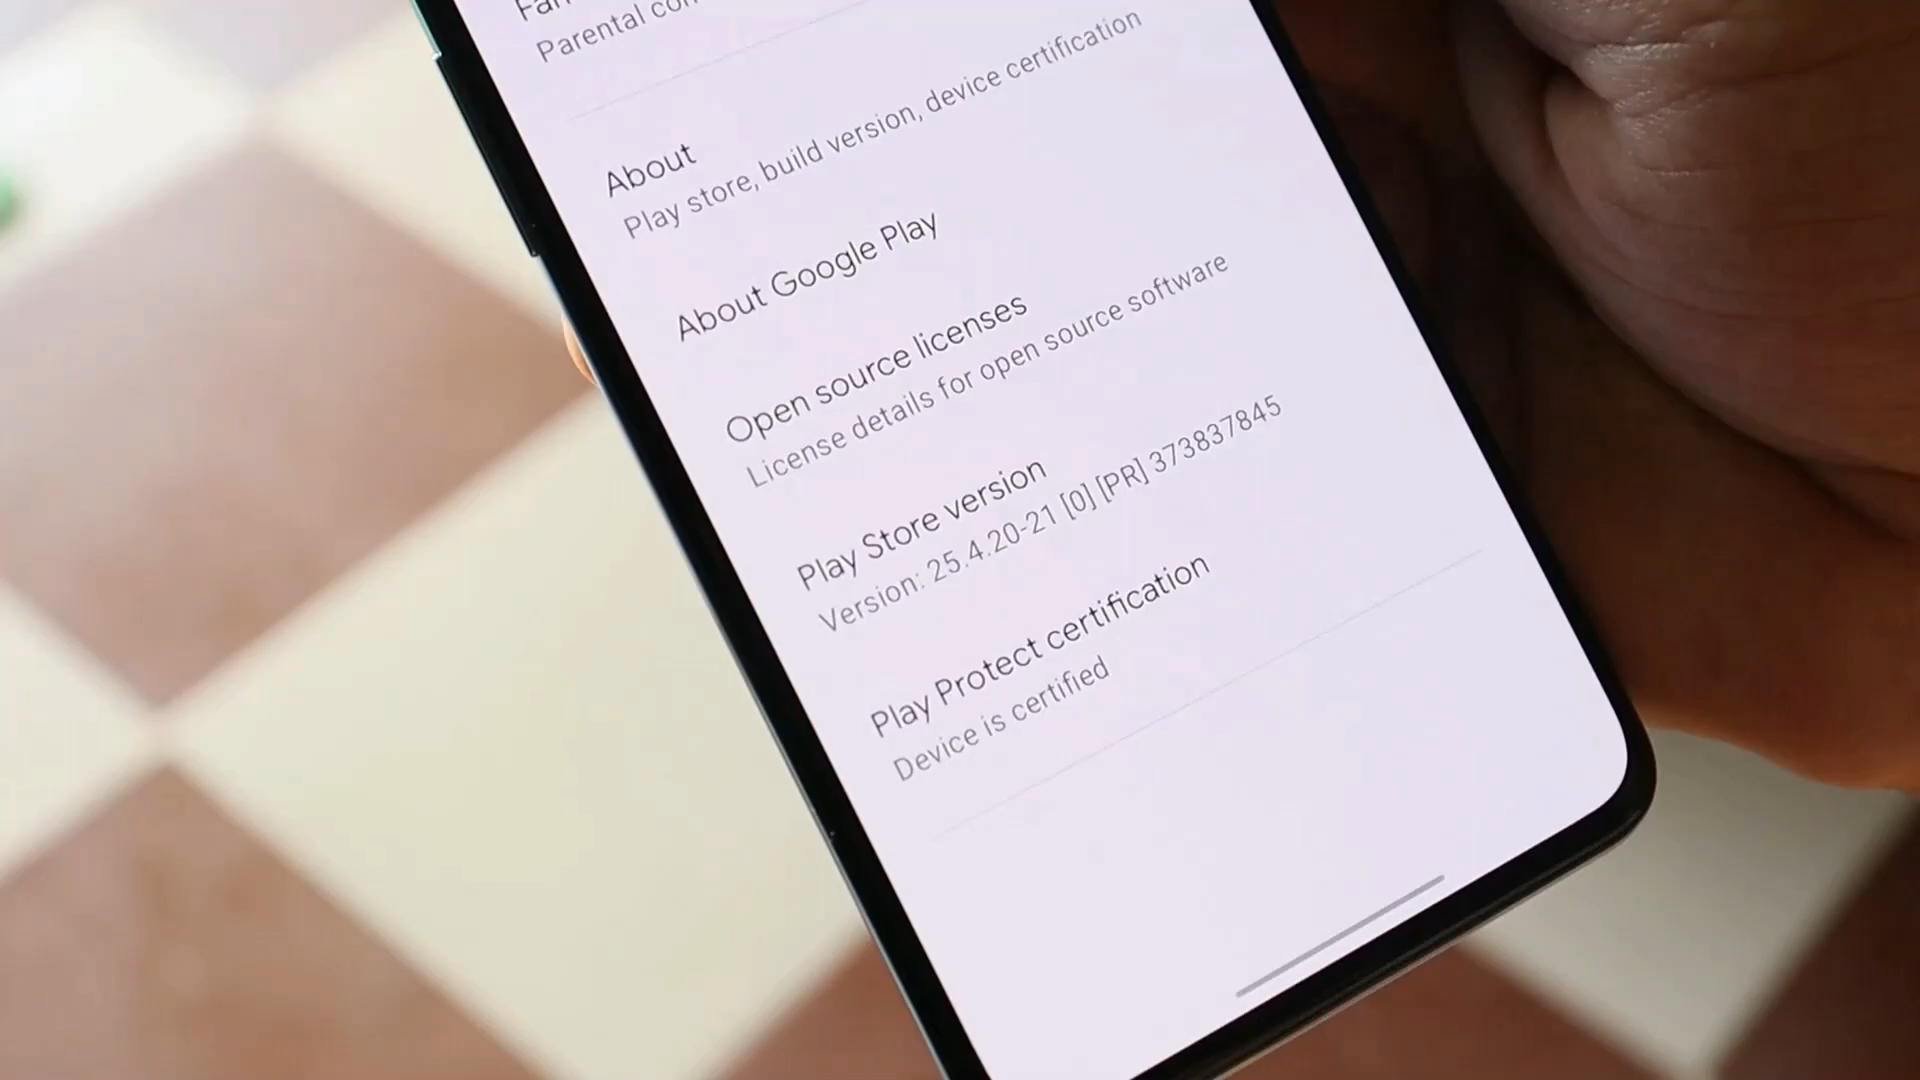 Parental
About
Play store, build version, device certification
About Google Play
Open source licenses
License details for open source software
Play Store version
Version: 25.4.20-21 [0] [PR] 373837845
Play Protect certification
Device is certified